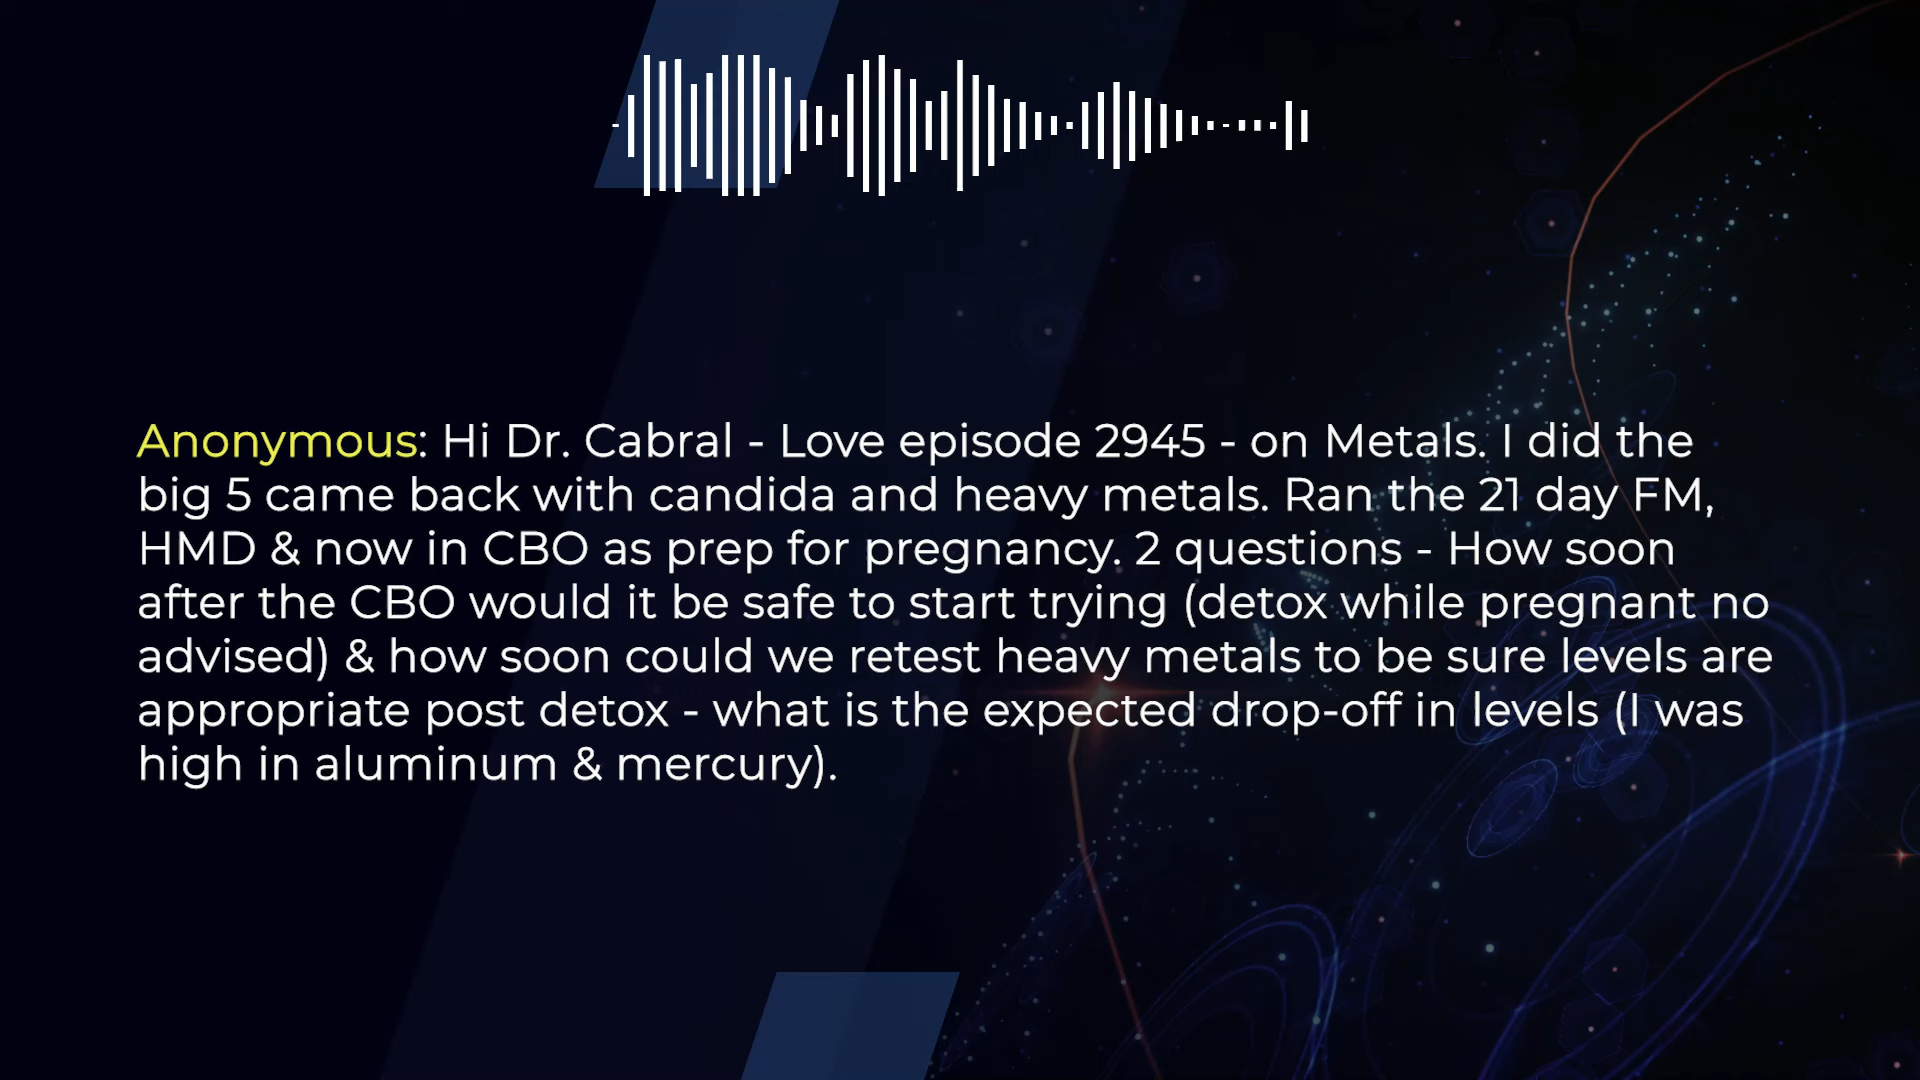 Anonymous: Hi Dr. Cabral - Love episode 2945 - on Metals. I did the
big 5 came back with candida and heavy metals. Ran the 21 day FM,
HMD & now in CBO as prep for pregnancy. 2 questions - How soon
after the CBO would it be safe to start trying (detox while pregnant no
advised) & how soon could we retest heavy metals to be sure levels are
appropriate post detox - what is the expected drop-off in levels (I was
high in aluminum & mercury).